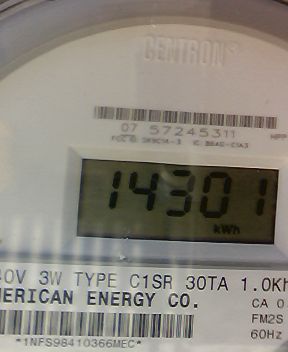 CENTRON®
07 57245311
14301
kWh
40V 3W TYPE C1SR 30TA 1.0Kh
MERICAN ENERGY CO.
CA 0.
FM2S
60Hz
*1NFS98410366MEC*